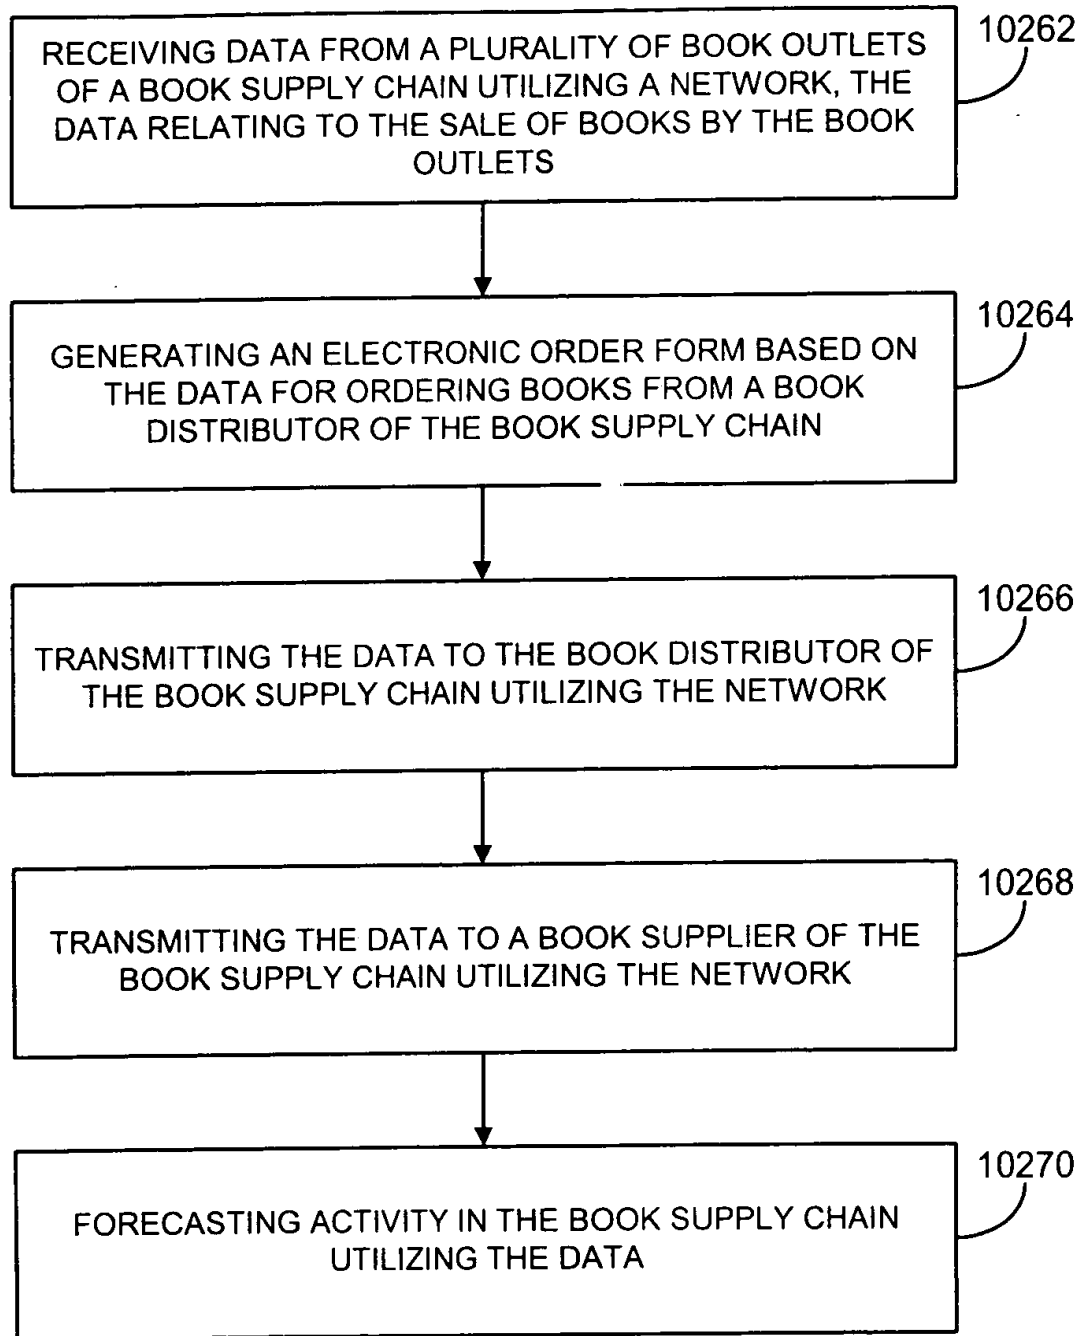 10262
RECEIVING DATA FROM A PLURALITY OF BOOK OUTLETS
OF A BOOK SUPPLY CHAIN UTILIZING A NETWORK, THE
DATA RELATING TO THE SALE OF BOOKS BY THE BOOK
OUTLETS
10264
GENERATING AN ELECTRONIC ORDER FORM BASED ON
THE DATA FOR ORDERING BOOKS FROM A BOOK
DISTRIBUTOR OF THE BOOK SUPPLY CHAIN
10266
TRANSMITTING THE DATA TO THE BOOK DISTRIBUTOR OF
THE BOOK SUPPLY CHAIN UTILIZING THE NETWORK
10268
TRANSMITTING THE DATA TO A BOOK SUPPLIER OF THE
BOOK SUPPLY CHAIN UTILIZING THE NETWORK
10270
FORECASTING ACTIVITY IN THE BOOK SUPPLY CHAIN
UTILIZING THE DATA